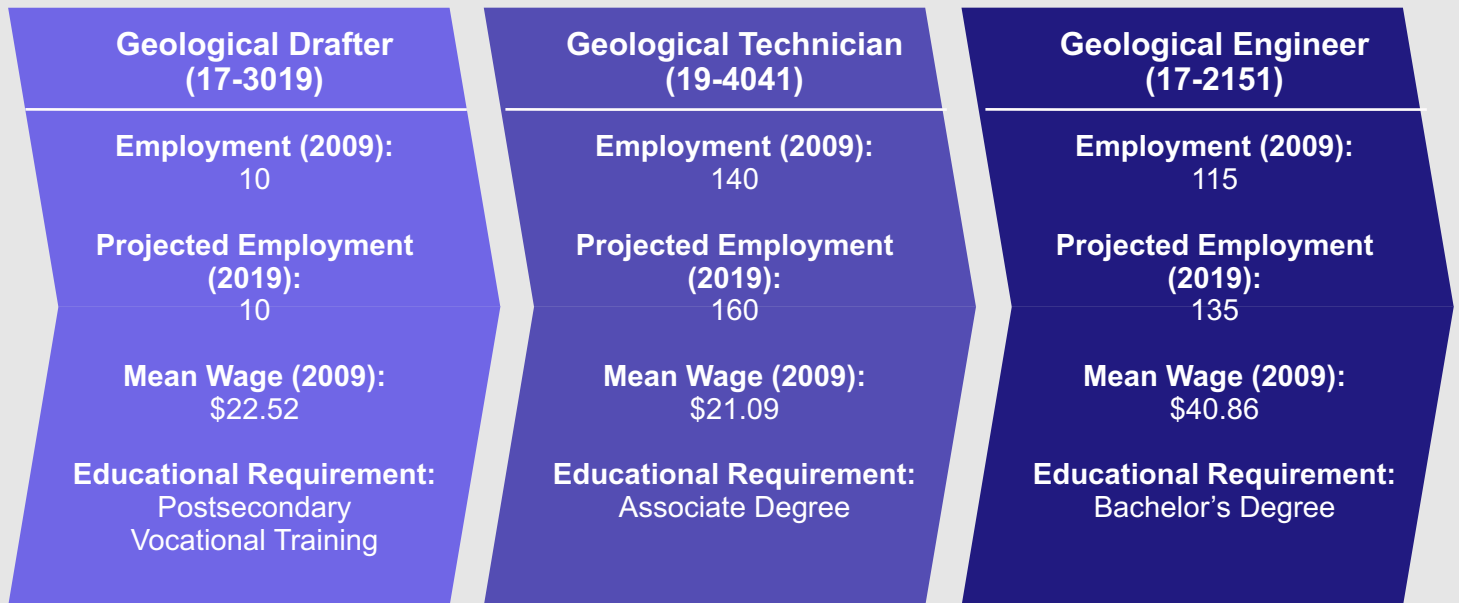 Geological Drafter
(17-3019)
Employment (2009):
10
Projected Employment
(2019):
10
Mean Wage (2009):
$22.52
Educational Requirement:
Postsecondary
Vocational Training
Geological Technician
(19-4041)
Employment (2009):
140
Projected Employment
(2019):
160
Mean Wage (2009):
$21.09
Educational Requirement:
Associate Degree
Geological Engineer
(17-2151)
Employment (2009):
115
Projected Employment
(2019):
135
Mean Wage (2009):
$40.86
Educational Requirement:
Bachelor’s Degree